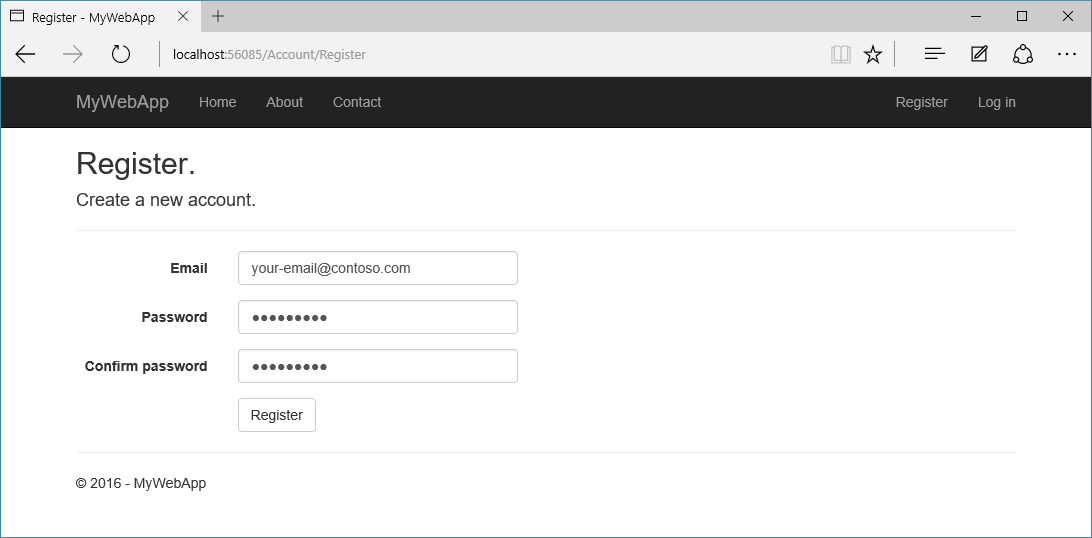 Register - MyWebApp
localhost:56085/Account/Register
MyWebApp Home About Contact Register Log in
Register.
Create a new account.
Email your-email@contoso.com
Password •••••••••
Confirm password •••••••••
Register
© 2016 - MyWebApp